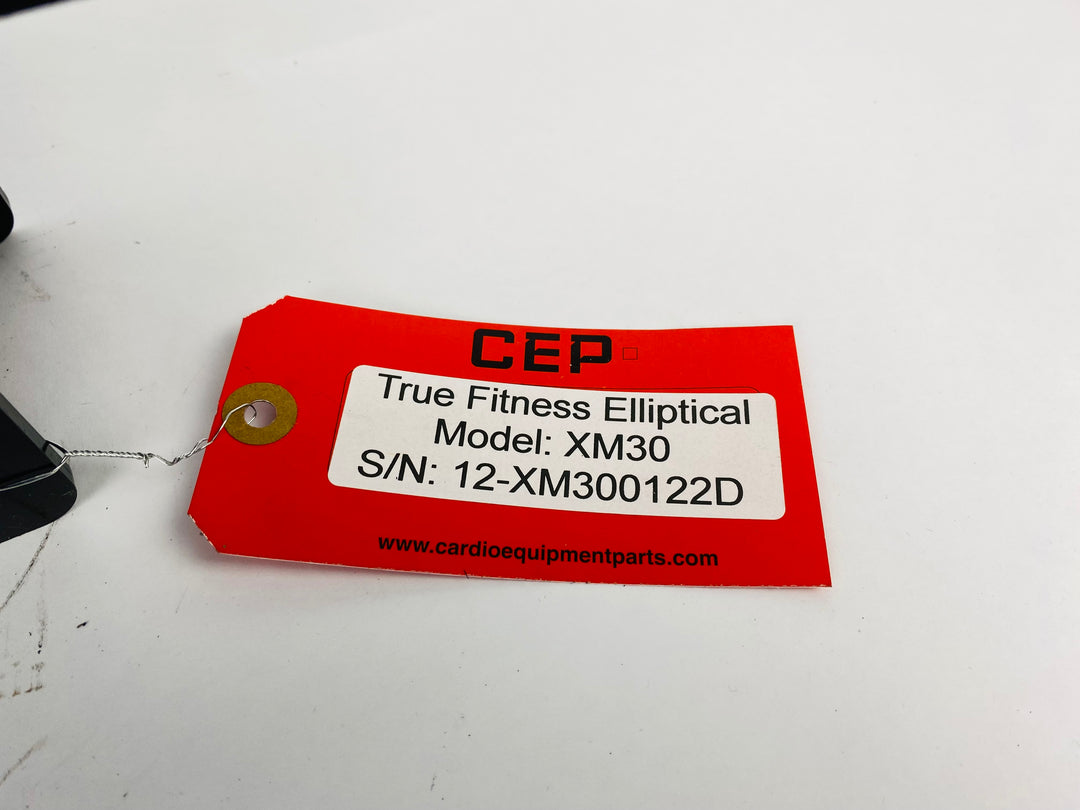 CEP
True Fitness Elliptical
Model: XM30
S/N: 12-XM300122D
www.cardioequipmentparts.com